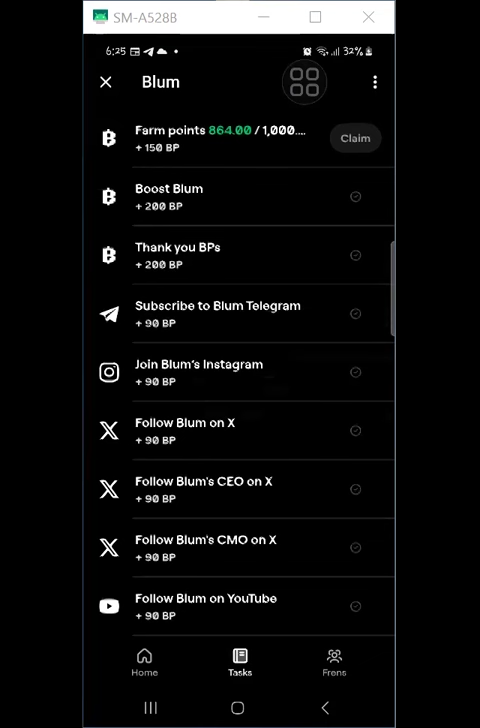 SM-A528B
6:25
32%
Blum
Farm points 864.00 / 1,000....
+ 150 BP
Claim
Boost Blum
+ 200 BP
Thank you BPs
+ 200 BP
Subscribe to Blum Telegram
+ 90 BP
Join Blum's Instagram
+ 90 BP
Follow Blum on X
+ 90 BP
Follow Blum's CEO on X
+ 90 BP
Follow Blum's CMO on X
+ 90 BP
Follow Blum on YouTube
+ 90 BP
Home
Tasks
Frens